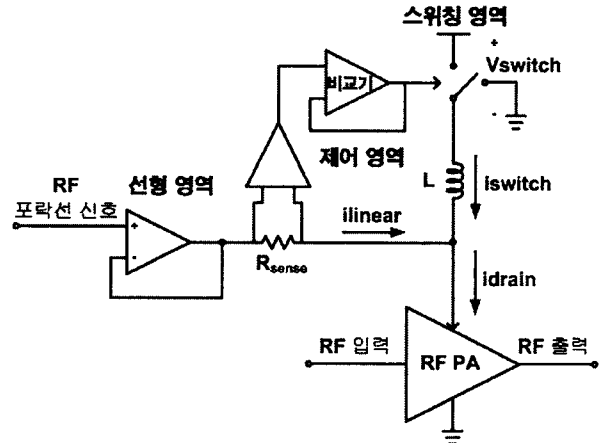 스위칭 영역
+
Vswitch
-
비교기
제어 영역
L
iswitch
RF
포락선 신호
선형 영역
+
-
ilinear
Rsense
idrain
RF 입력
RF PA
RF 출력